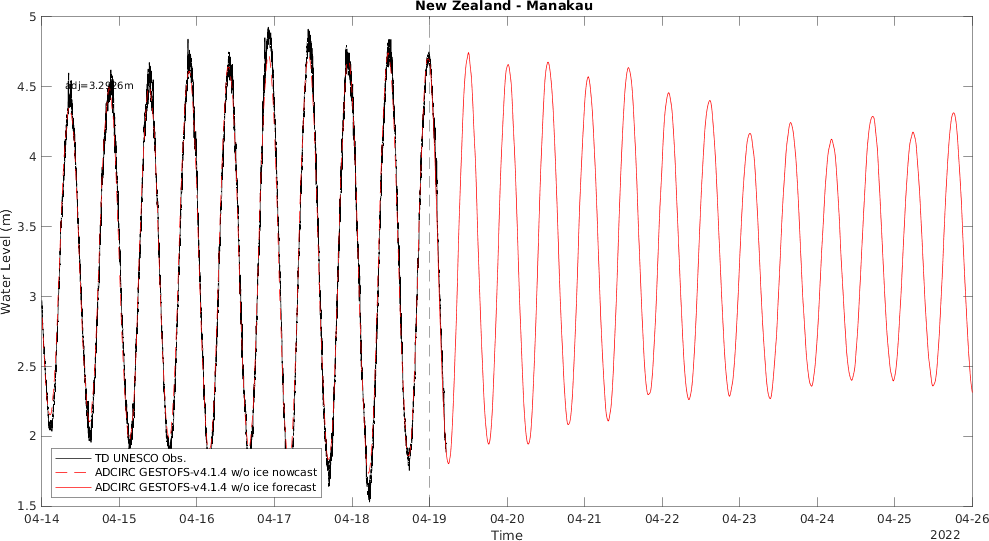 New Zealand - Manakau
5
4.5
4
3.5
3
2.5
2
1.5
Water Level (m)
adj=3.2926m
TD UNESCO Obs.
ADCIRC GESTOFS-v4.1.4 w/o ice nowcast
ADCIRC GESTOFS-v4.1.4 w/o ice forecast
04-14 04-15 04-16 04-17 04-18 04-19 04-20 04-21 04-22 04-23 04-24 04-25 04-26
Time
2022